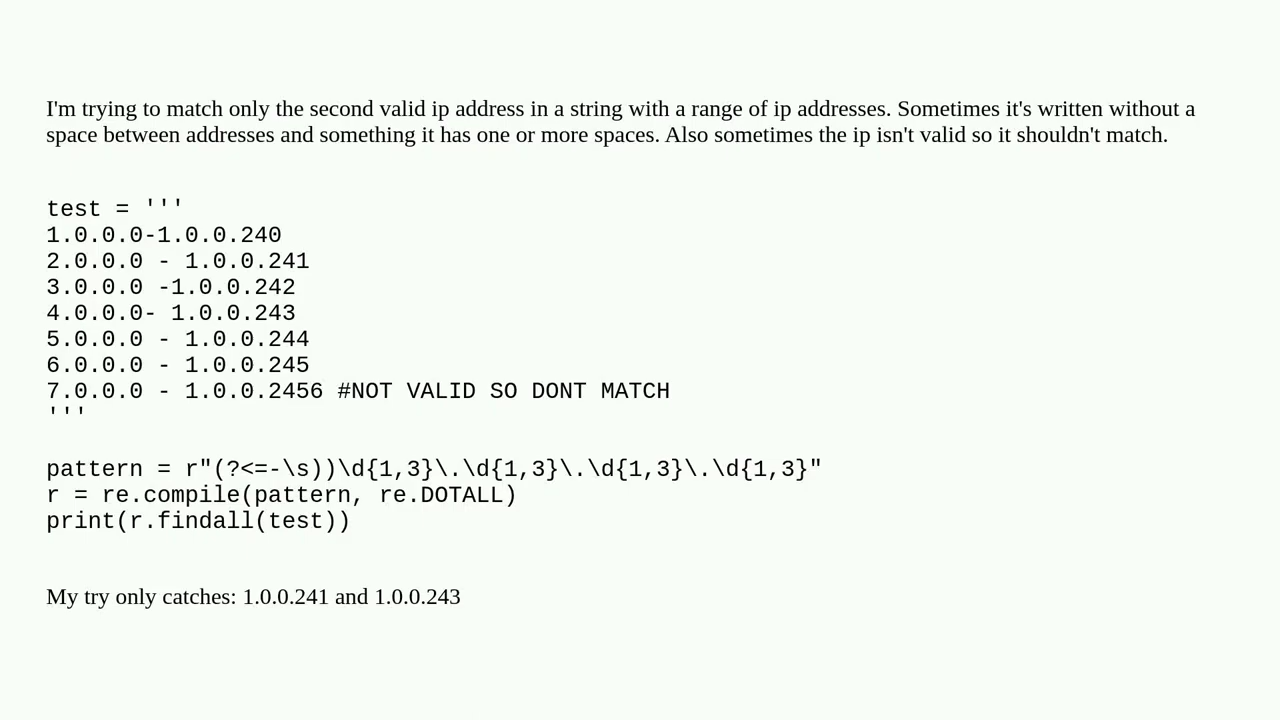 I'm trying to match only the second valid ip address in a string with a range of ip addresses. Sometimes it's written without a
space between addresses and something it has one or more spaces. Also sometimes the ip isn't valid so it shouldn't match.
test = '''
1.0.0.0-1.0.0.240
2.0.0.0 - 1.0.0.241
3.0.0.0 -1.0.0.242
4.0.0.0- 1.0.0.243
5.0.0.0 - 1.0.0.244
6.0.0.0 - 1.0.0.245
7.0.0.0 - 1.0.0.2456 #NOT VALID SO DONT MATCH
'''
pattern = r"(?<=-\s))\d{1,3}\.\d{1,3}\.\d{1,3}\.\d{1,3}"
r = re.compile(pattern, re.DOTALL)
print(r.findall(test))
My try only catches: 1.0.0.241 and 1.0.0.243